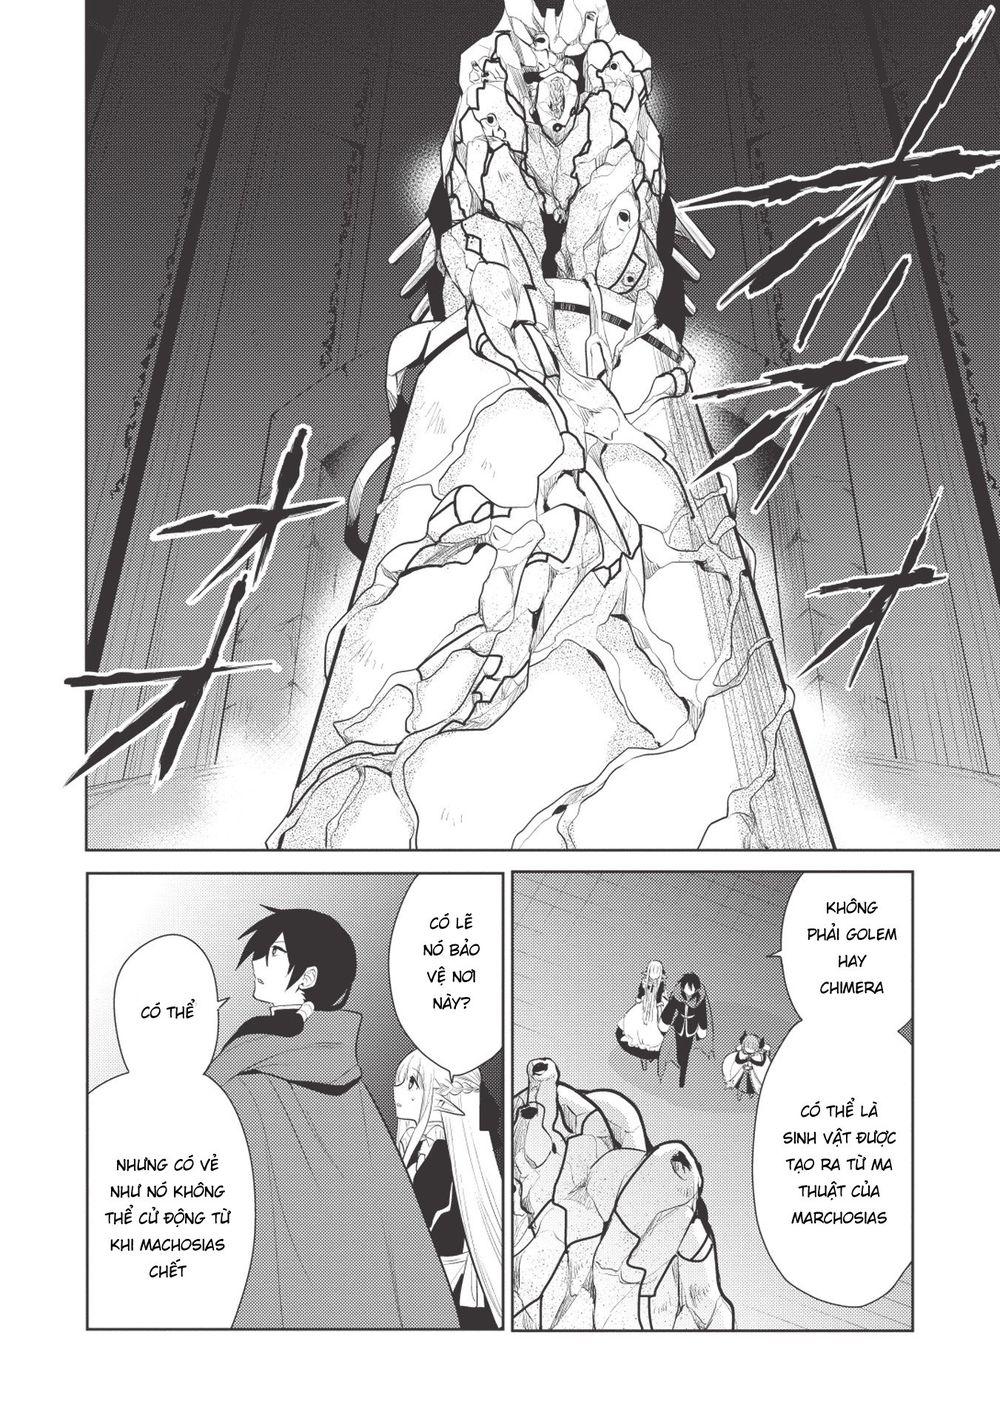 KHÔNG
PHẢI GOLEM
HAY
CHIMERA
CÓ THỂ LÀ
SINH VẬT ĐƯỢC
TẠO RA TỪ MA
THUẬT CỦA
MARCHOSIAS
CÓ LẼ
NÓ BẢO
VỆ NƠI
NÀY?
CÓ THỂ
NHƯNG CÓ VẺ
NHƯ NÓ KHÔNG
THỂ CỬ ĐỘNG TỪ
KHI MACHOSIAS
CHẾT